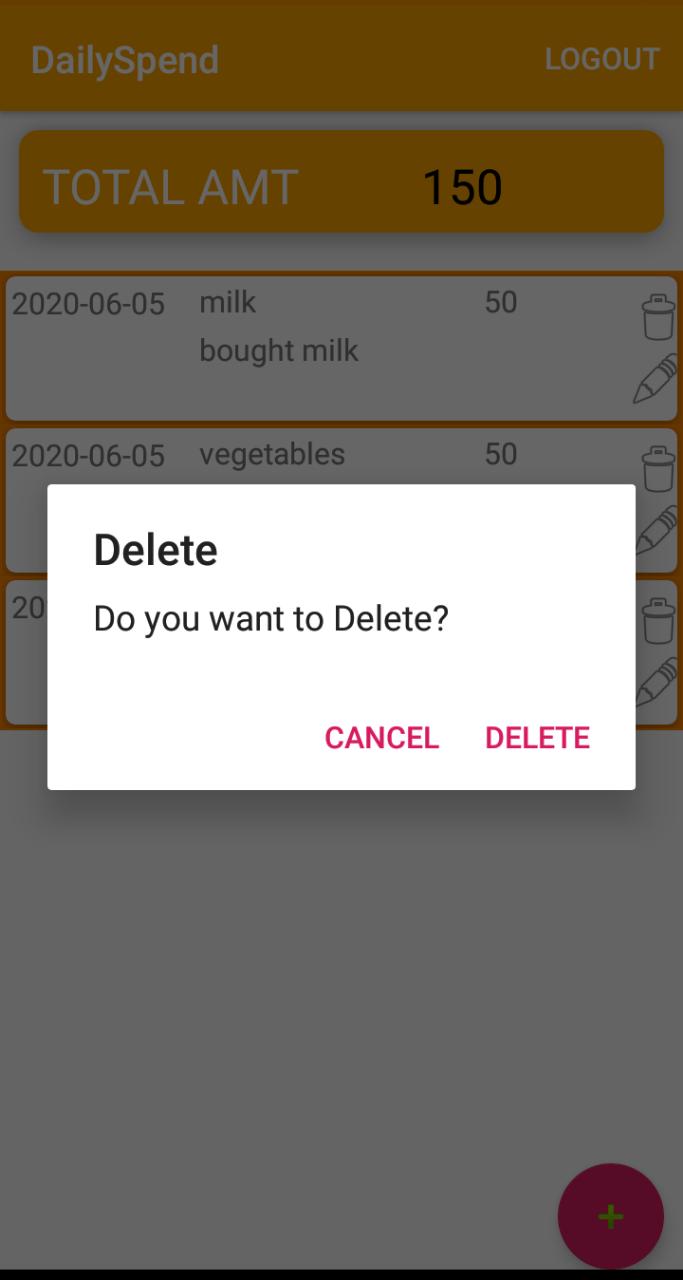 DailySpend LOGOUT
TOTAL AMT 150
2020-06-05 milk 50
bought milk
2020-06-05 vegetables 50
20
Delete
Do you want to Delete?
CANCEL DELETE
+